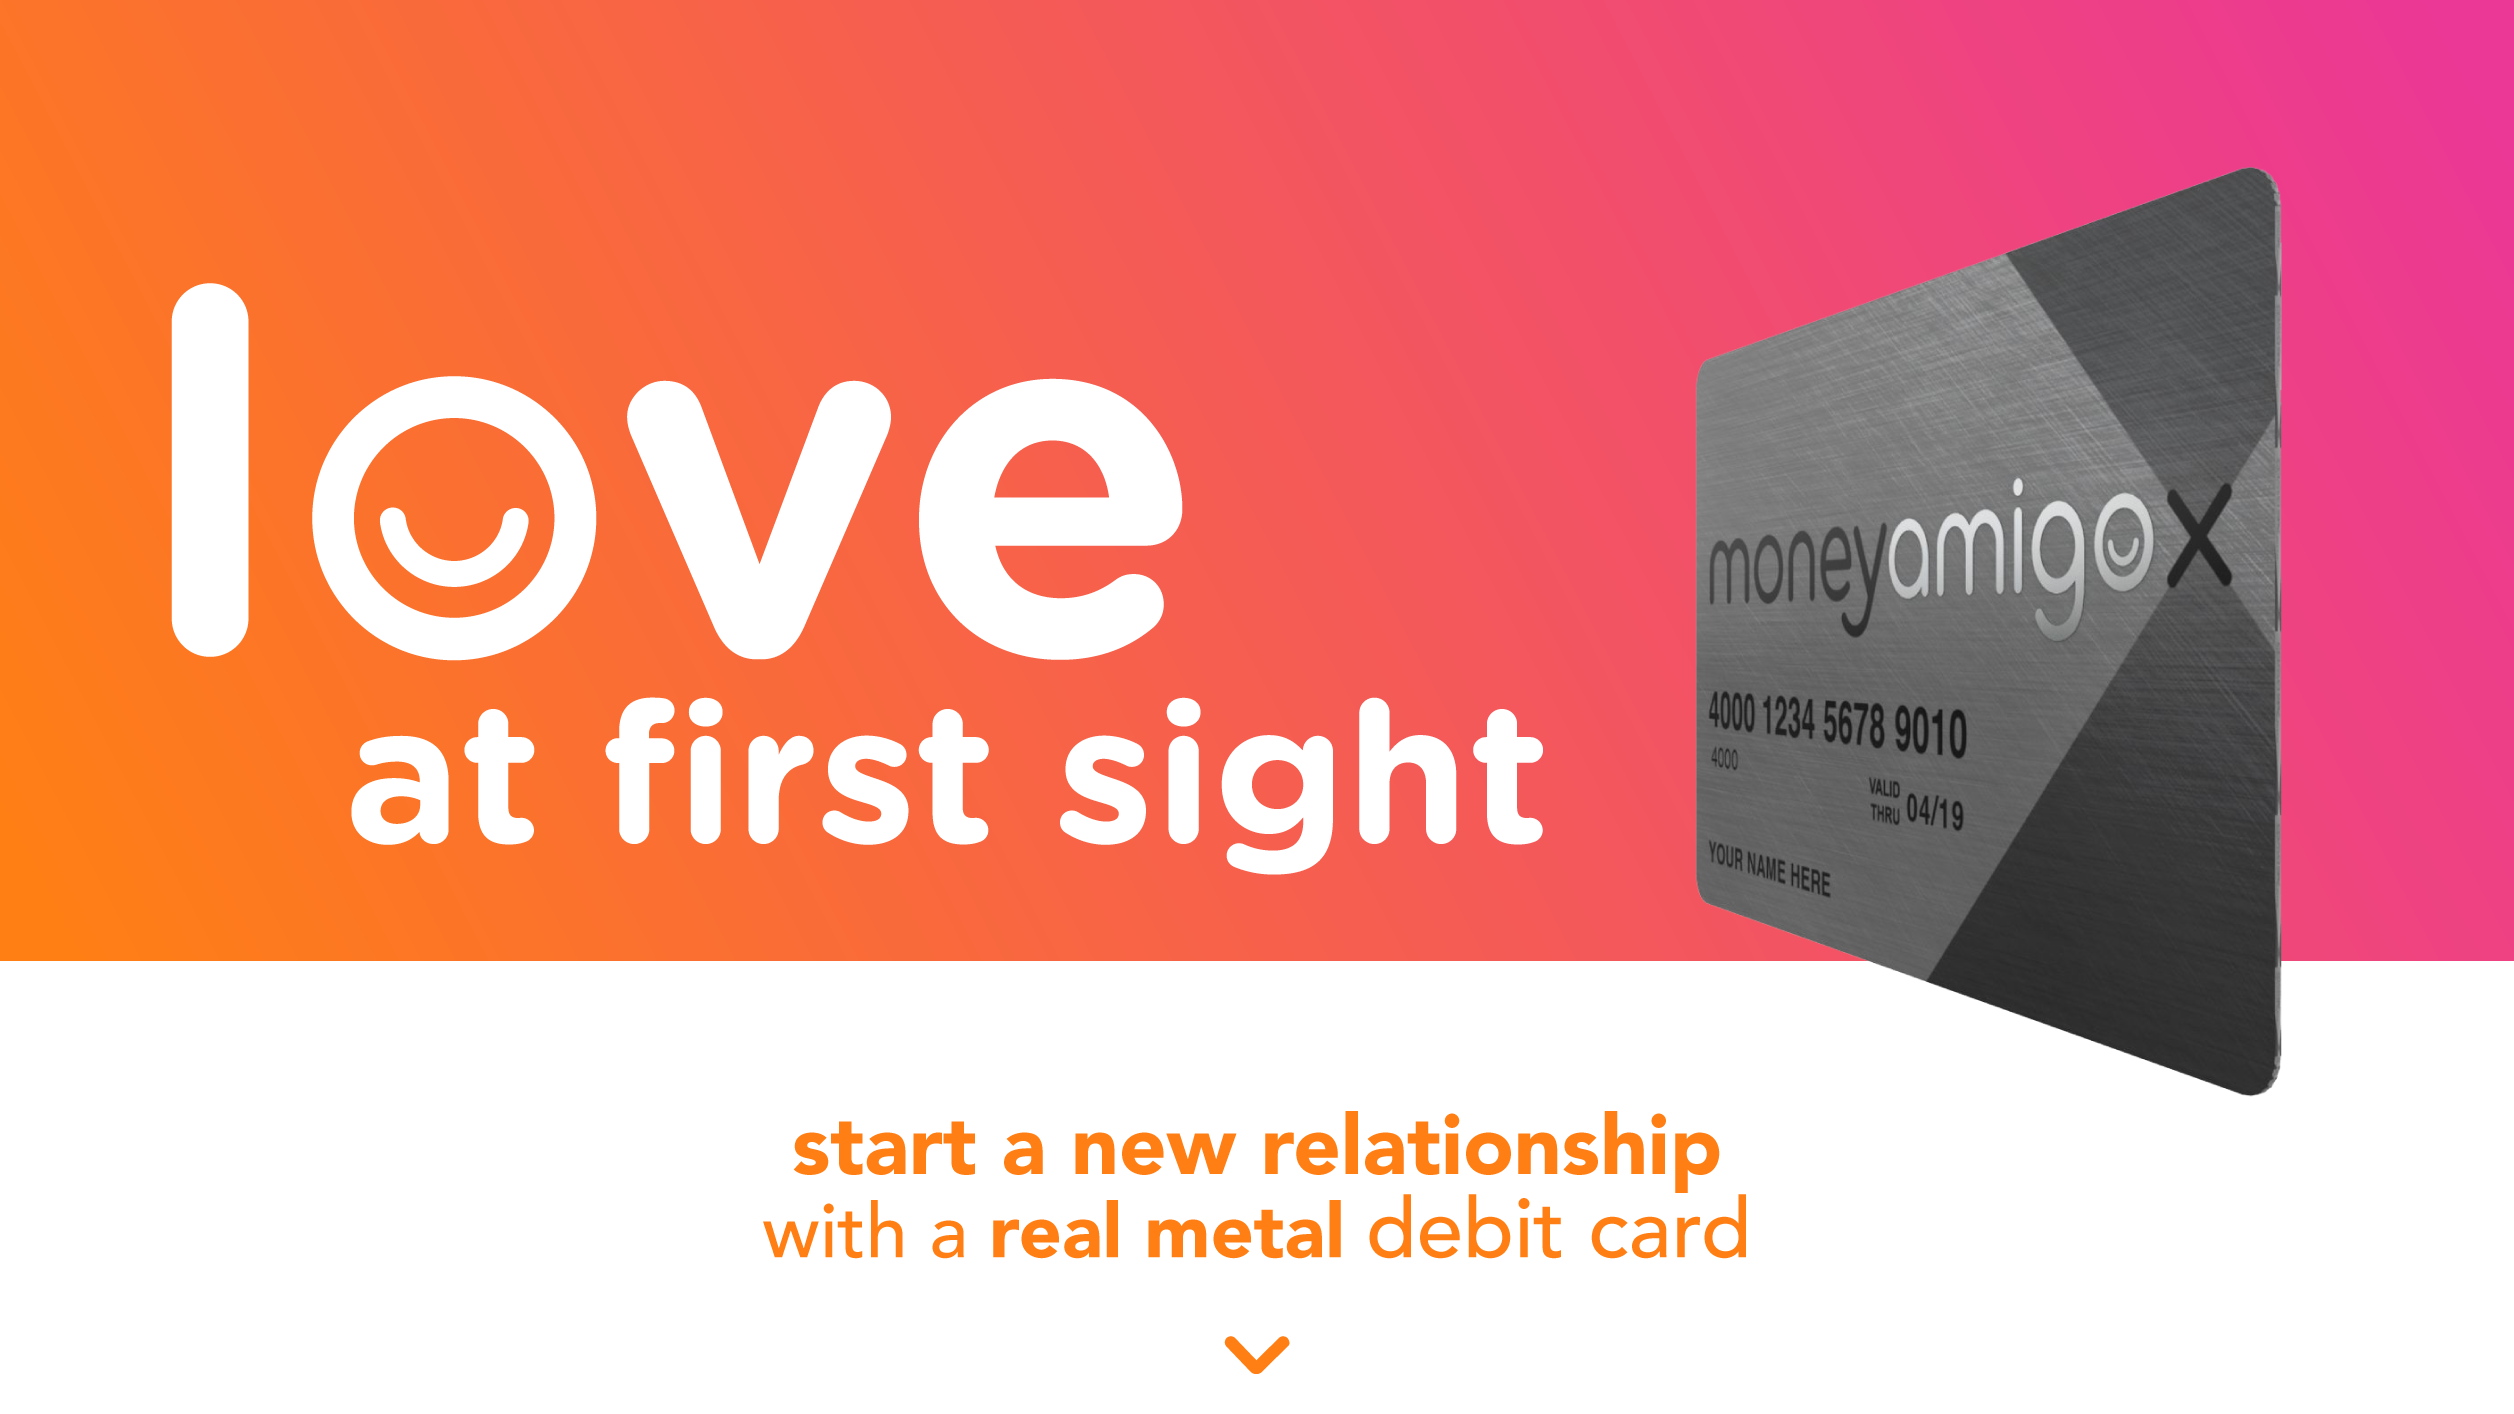 love
at first sight
moneyamigo x
4000 1234 5678 9010
4000
VALID
THRU 04/19
YOUR NAME HERE
start a new relationship
with a real metal debit card